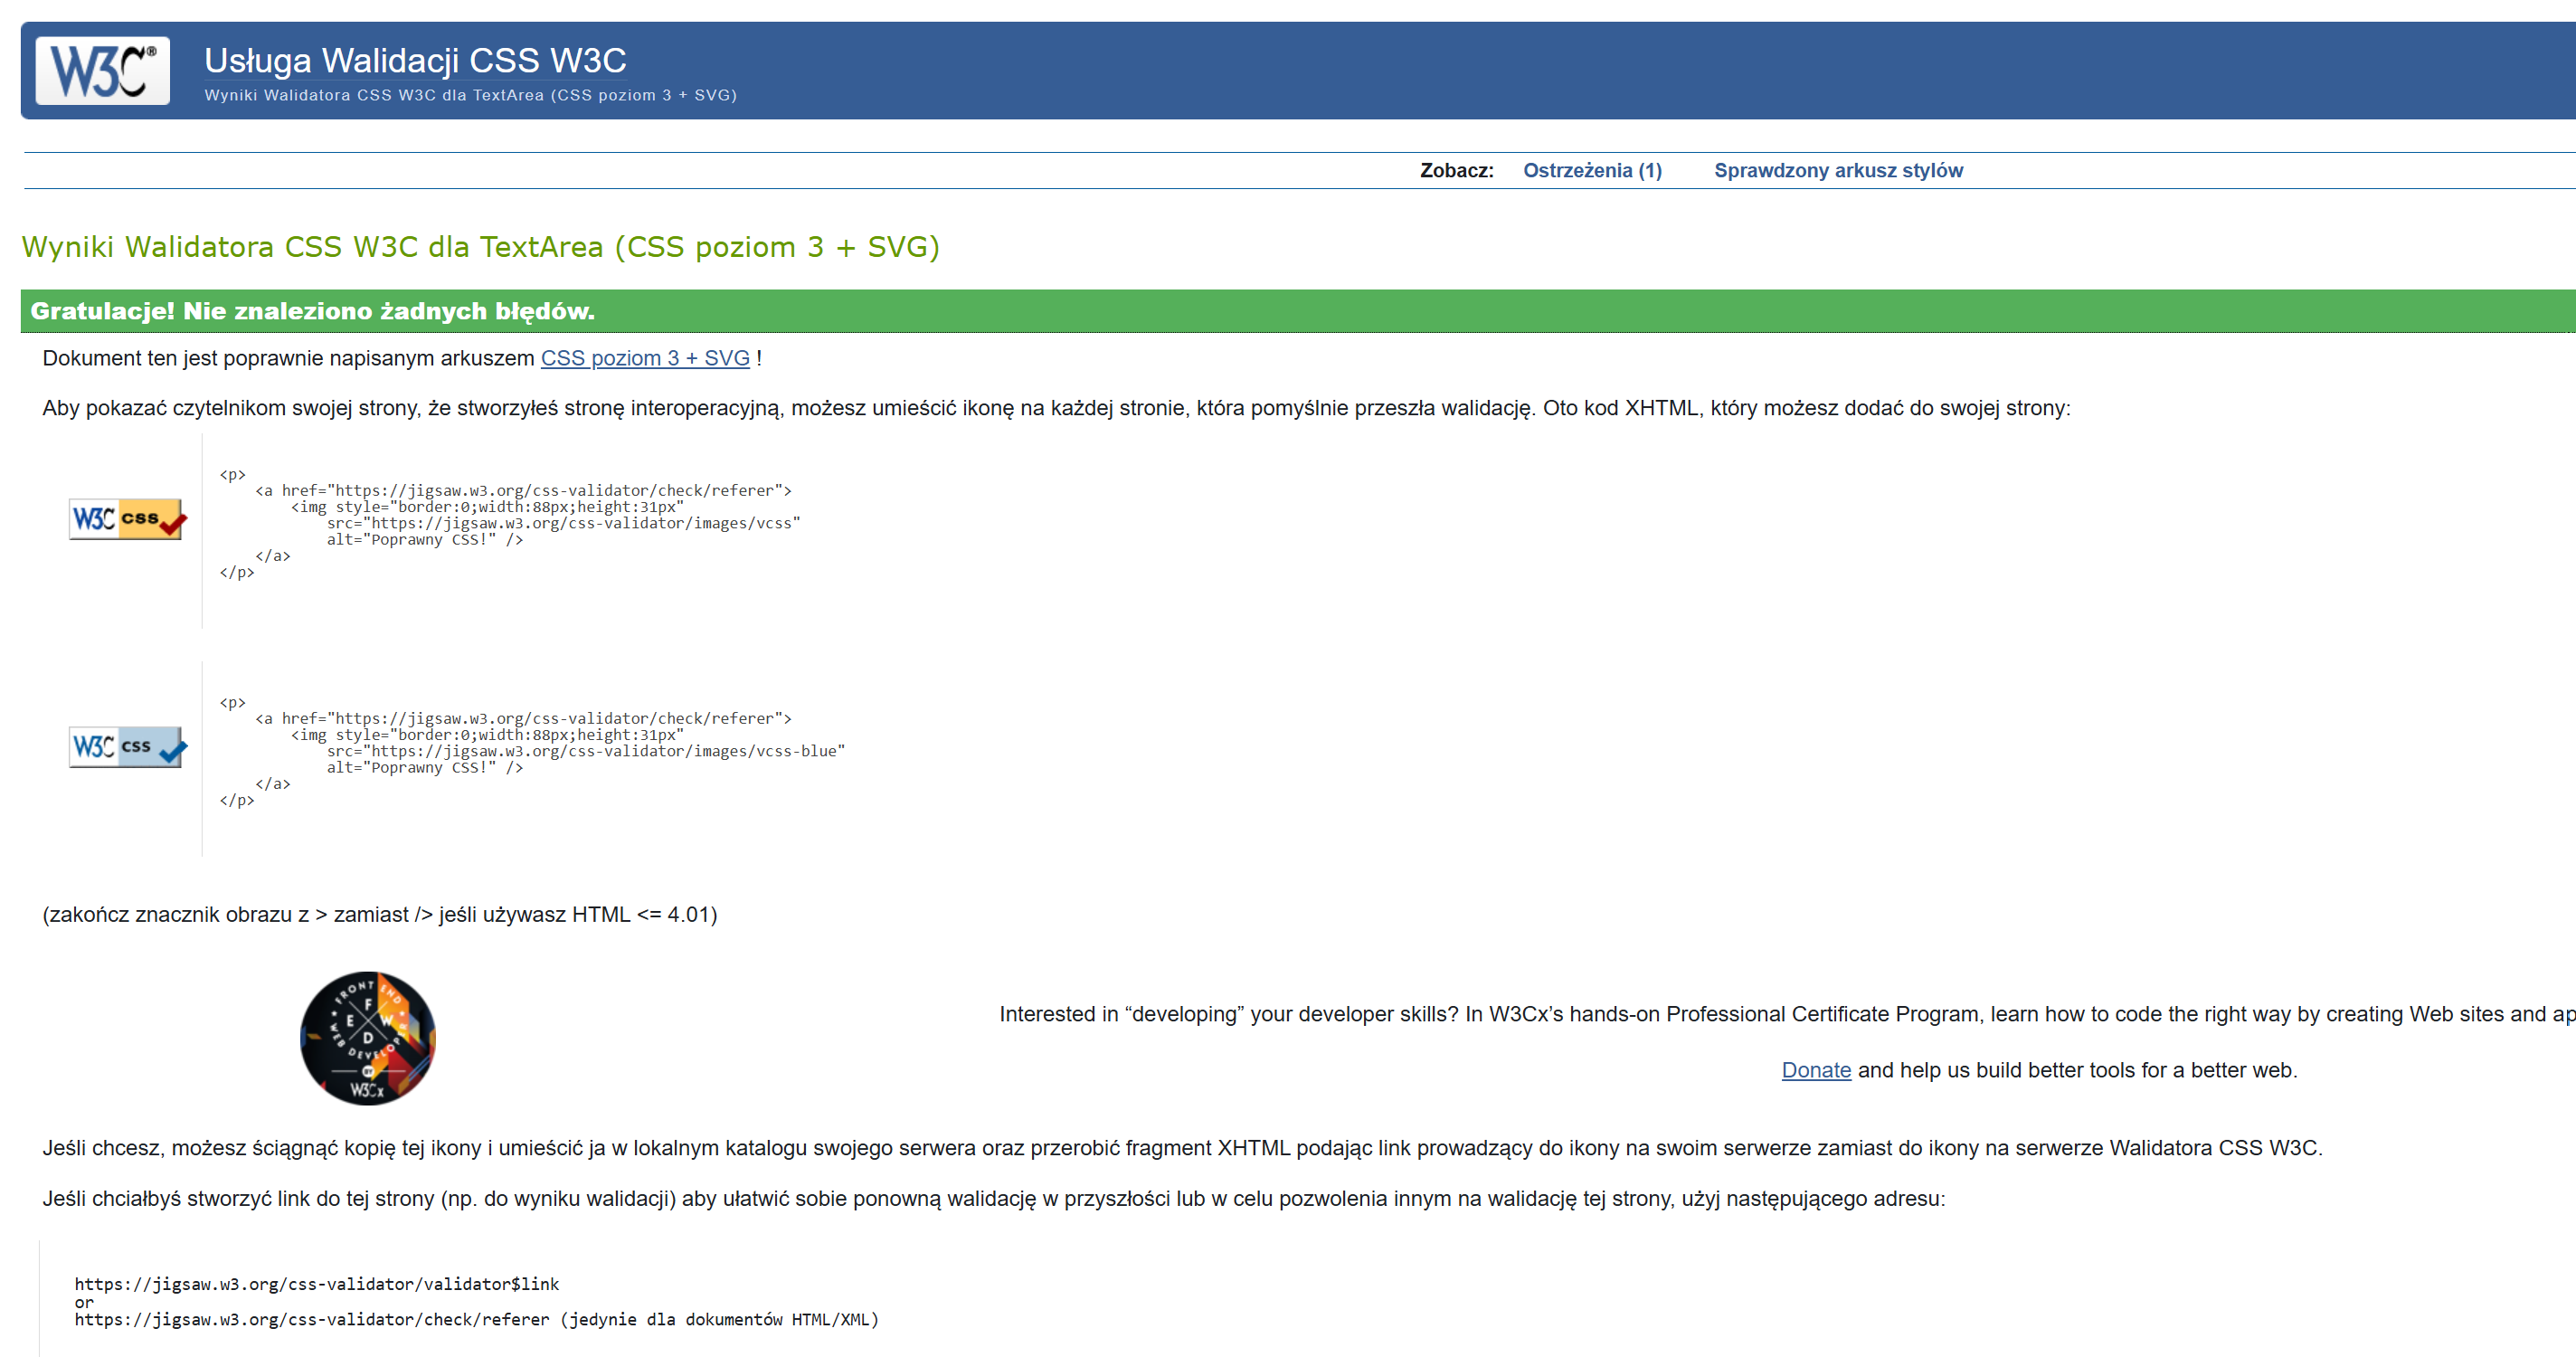 W3C®
Usługa Walidacji CSS W3C
Wyniki Walidatora CSS W3C dla TextArea (CSS poziom 3 + SVG)
Zobacz: Ostrzeżenia (1) Sprawdzony arkusz stylów
Wyniki Walidatora CSS W3C dla TextArea (CSS poziom 3 + SVG)
Gratulacje! Nie znaleziono żadnych błędów.
Dokument ten jest poprawnie napisanym arkuszem CSS poziom 3 + SVG !
Aby pokazać czytelnikom swojej strony, że stworzyłeś stronę interoperacyjną, możesz umieścić ikonę na każdej stronie, która pomyślnie przeszła walidację. Oto kod XHTML, który możesz dodać do swojej strony:
W3C css
<p>
<a href="https://jigsaw.w3.org/css-validator/check/referer">
<img style="border:0;width:88px;height:31px"
src="https://jigsaw.w3.org/css-validator/images/vcss"
alt="Poprawny CSS!" />
</a>
</p>
W3C css
<p>
<a href="https://jigsaw.w3.org/css-validator/check/referer">
<img style="border:0;width:88px;height:31px"
src="https://jigsaw.w3.org/css-validator/images/vcss-blue"
alt="Poprawny CSS!" />
</a>
</p>
(zakończ znacznik obrazu z > zamiast /> jeśli używasz HTML <= 4.01)
FRONT END
F
E W
D
WEB DEVELOPER
BY
W3Cx
Interested in “developing” your developer skills? In W3Cx’s hands-on Professional Certificate Program, learn how to code the right way by creating Web sites and ap
Donate and help us build better tools for a better web.
Jeśli chcesz, możesz ściągnąć kopię tej ikony i umieścić ja w lokalnym katalogu swojego serwera oraz przerobić fragment XHTML podając link prowadzący do ikony na swoim serwerze zamiast do ikony na serwerze Walidatora CSS W3C.
Jeśli chciałbyś stworzyć link do tej strony (np. do wyniku walidacji) aby ułatwić sobie ponowną walidację w przyszłości lub w celu pozwolenia innym na walidację tej strony, użyj następującego adresu:
https://jigsaw.w3.org/css-validator/validator$link
or
https://jigsaw.w3.org/css-validator/check/referer (jedynie dla dokumentów HTML/XML)